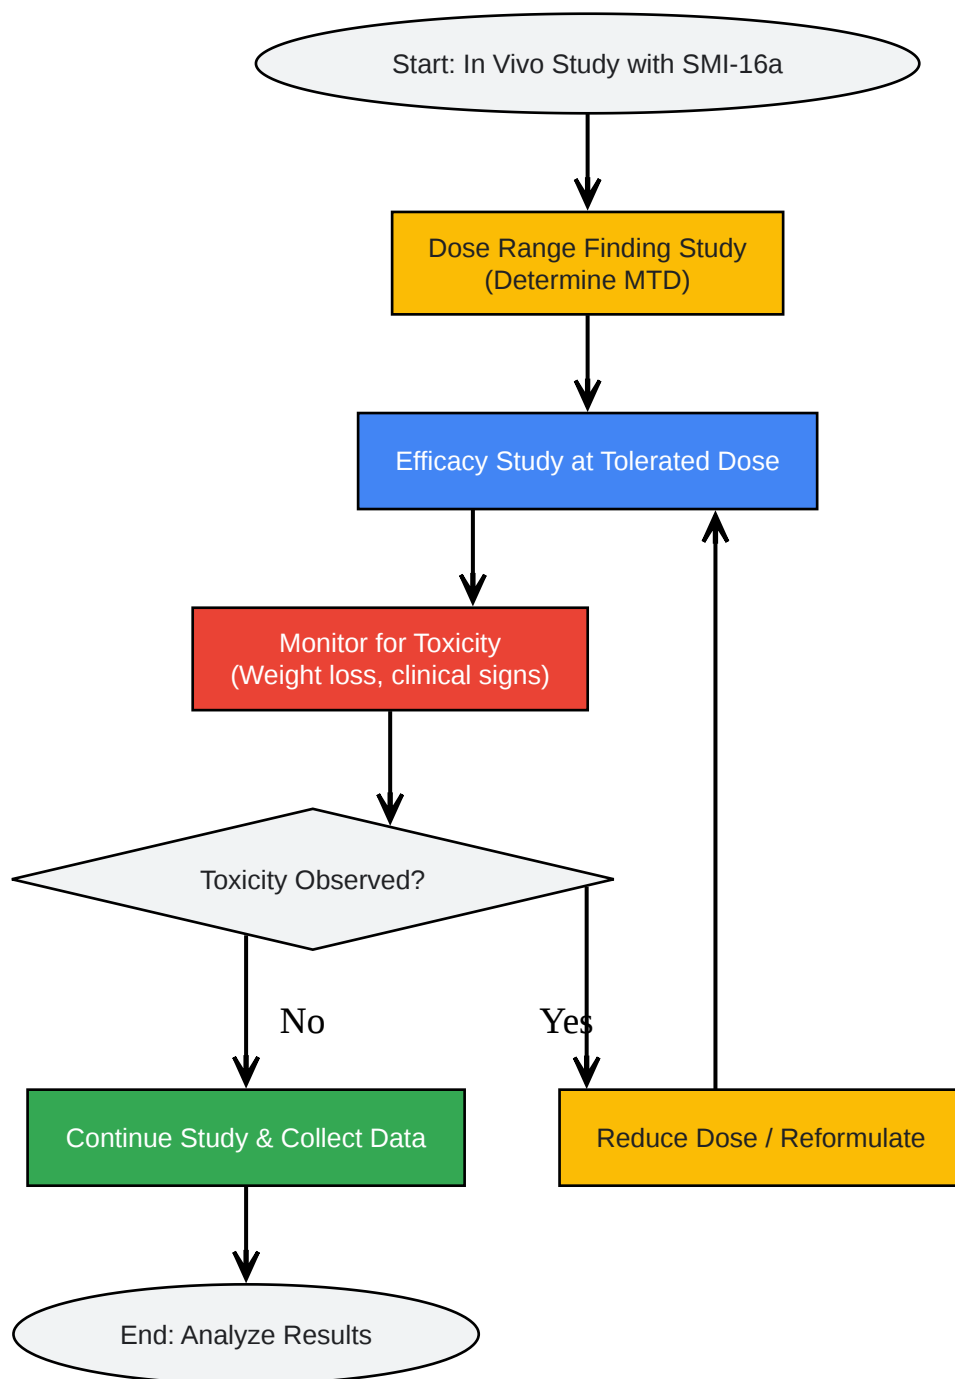 Start: In Vivo Study with SMI-16a
Dose Range Finding Study
(Determine MTD)
Efficacy Study at Tolerated Dose
Monitor for Toxicity
(Weight loss, clinical signs)
Toxicity Observed?
No
Yes
Continue Study & Collect Data
Reduce Dose / Reformulate
End: Analyze Results